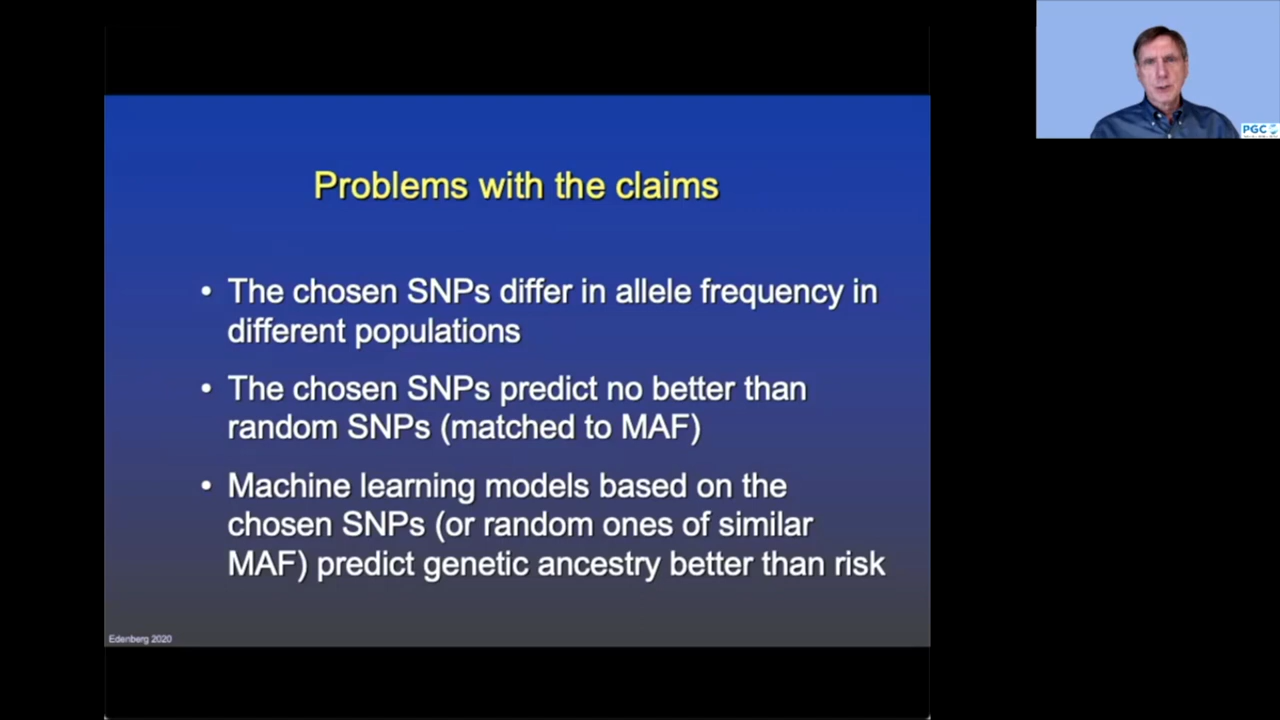 Problems with the claims
• The chosen SNPs differ in allele frequency in
different populations
• The chosen SNPs predict no better than
random SNPs (matched to MAF)
• Machine learning models based on the
chosen SNPs (or random ones of similar
MAF) predict genetic ancestry better than risk
Edenberg 2020
PGC